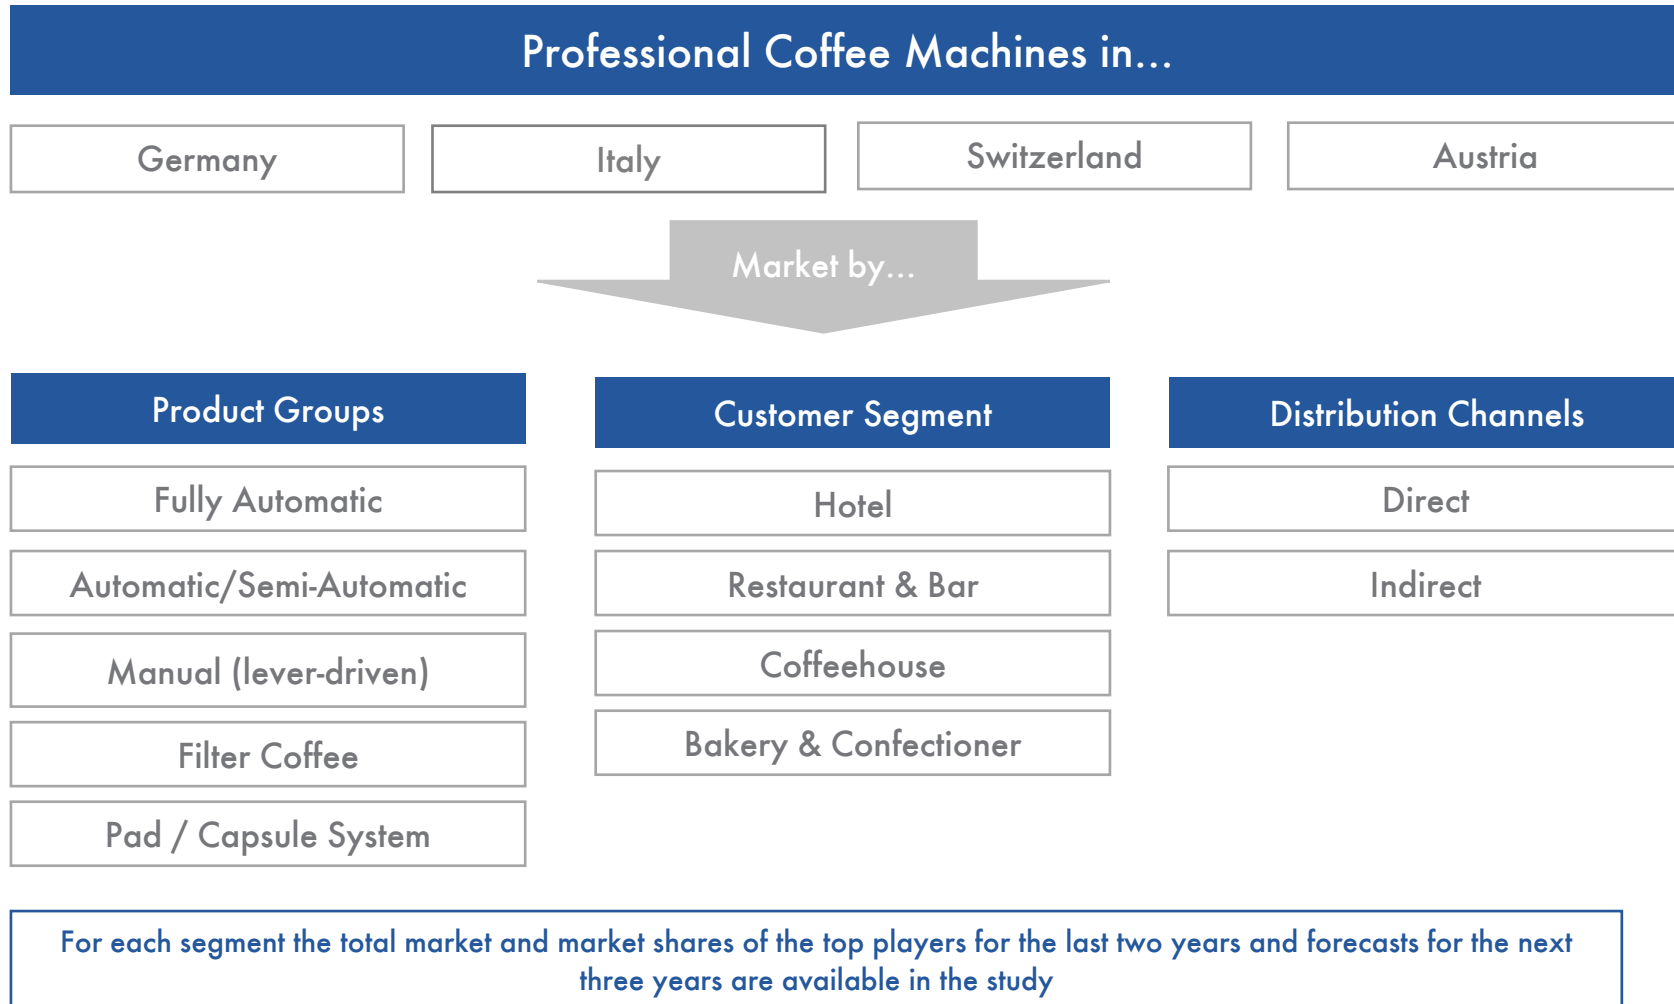 Professional Coffee Machines in...
Germany
Italy
Switzerland
Austria
Market by...
Product Groups
Fully Automatic
Automatic/Semi-Automatic
Manual (lever-driven)
Filter Coffee
Pad / Capsule System
Customer Segment
Hotel
Restaurant & Bar
Coffeehouse
Bakery & Confectioner
Distribution Channels
Direct
Indirect
For each segment the total market and market shares of the top players for the last two years and forecasts for the next
three years are available in the study